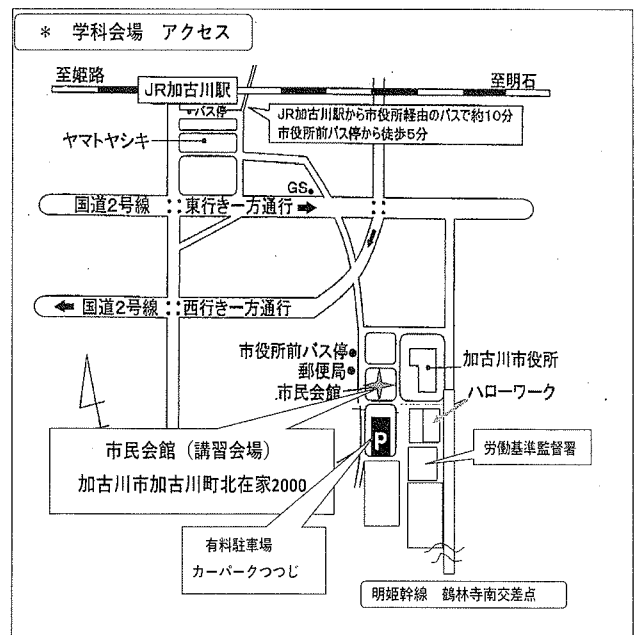 * 学科会場 アクセス
至姫路
JR加古川駅
至明石
バス停
JR加古川駅から市役所経由のバスで約10分
市役所前バス停から徒歩5分
ヤマトヤシキ
GS
国道2号線 東行き一方通行
国道2号線 西行き一方通行
市役所前バス停
郵便局
市民会館
加古川市役所
ハローワーク
P
市民会館（講習会場）
加古川市加古川町北在家2000
労働基準監督署
有料駐車場
カーパークつつじ
明姫幹線 鶴林寺南交差点